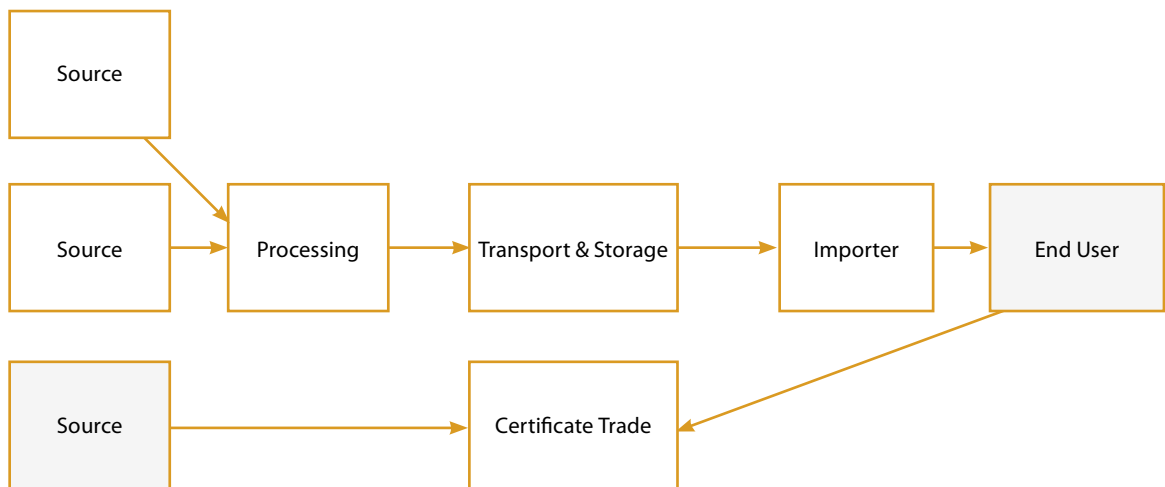 Source
Source
Processing
Transport & Storage
Importer
End User
Source
Certificate Trade